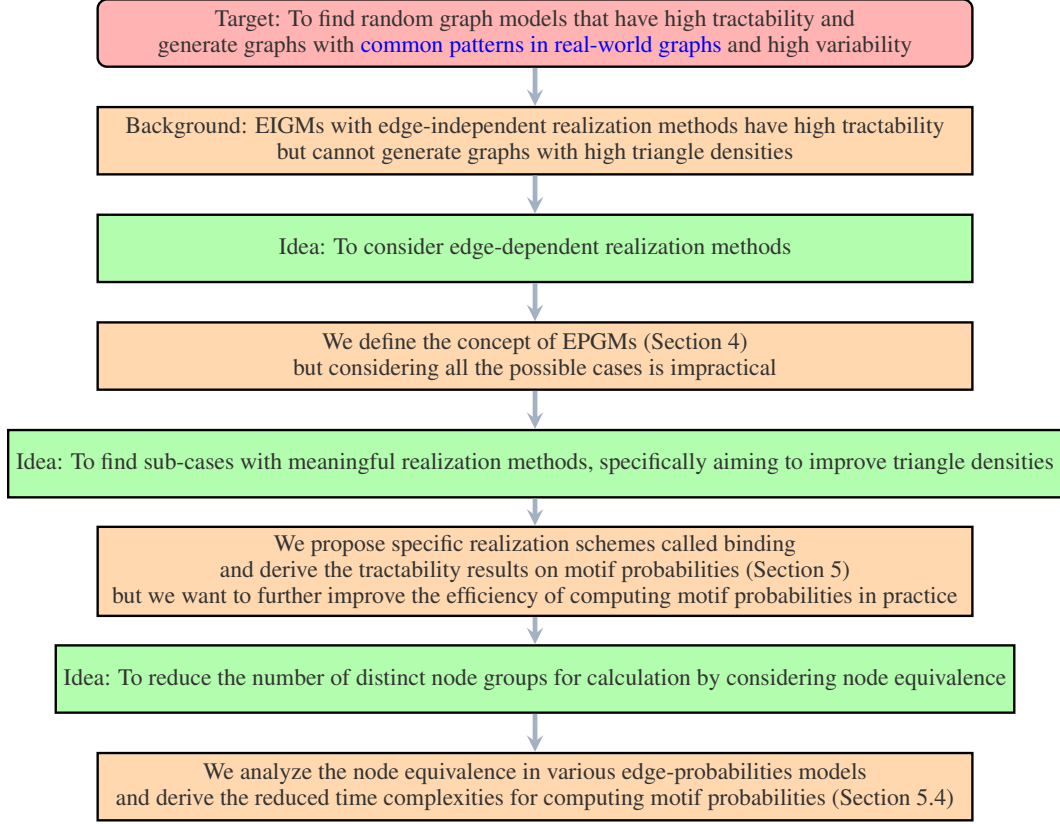 Target: To find random graph models that have high tractability and
generate graphs with common patterns in real-world graphs and high variability
Background: EIGMs with edge-independent realization methods have high tractability
but cannot generate graphs with high triangle densities
Idea: To consider edge-dependent realization methods
We define the concept of EPGMs (Section 4)
but considering all the possible cases is impractical
Idea: To find sub-cases with meaningful realization methods, specifically aiming to improve triangle densities
We propose specific realization schemes called binding
and derive the tractability results on motif probabilities (Section 5)
but we want to further improve the efficiency of computing motif probabilities in practice
Idea: To reduce the number of distinct node groups for calculation by considering node equivalence
We analyze the node equivalence in various edge-probabilities models
and derive the reduced time complexities for computing motif probabilities (Section 5.4)